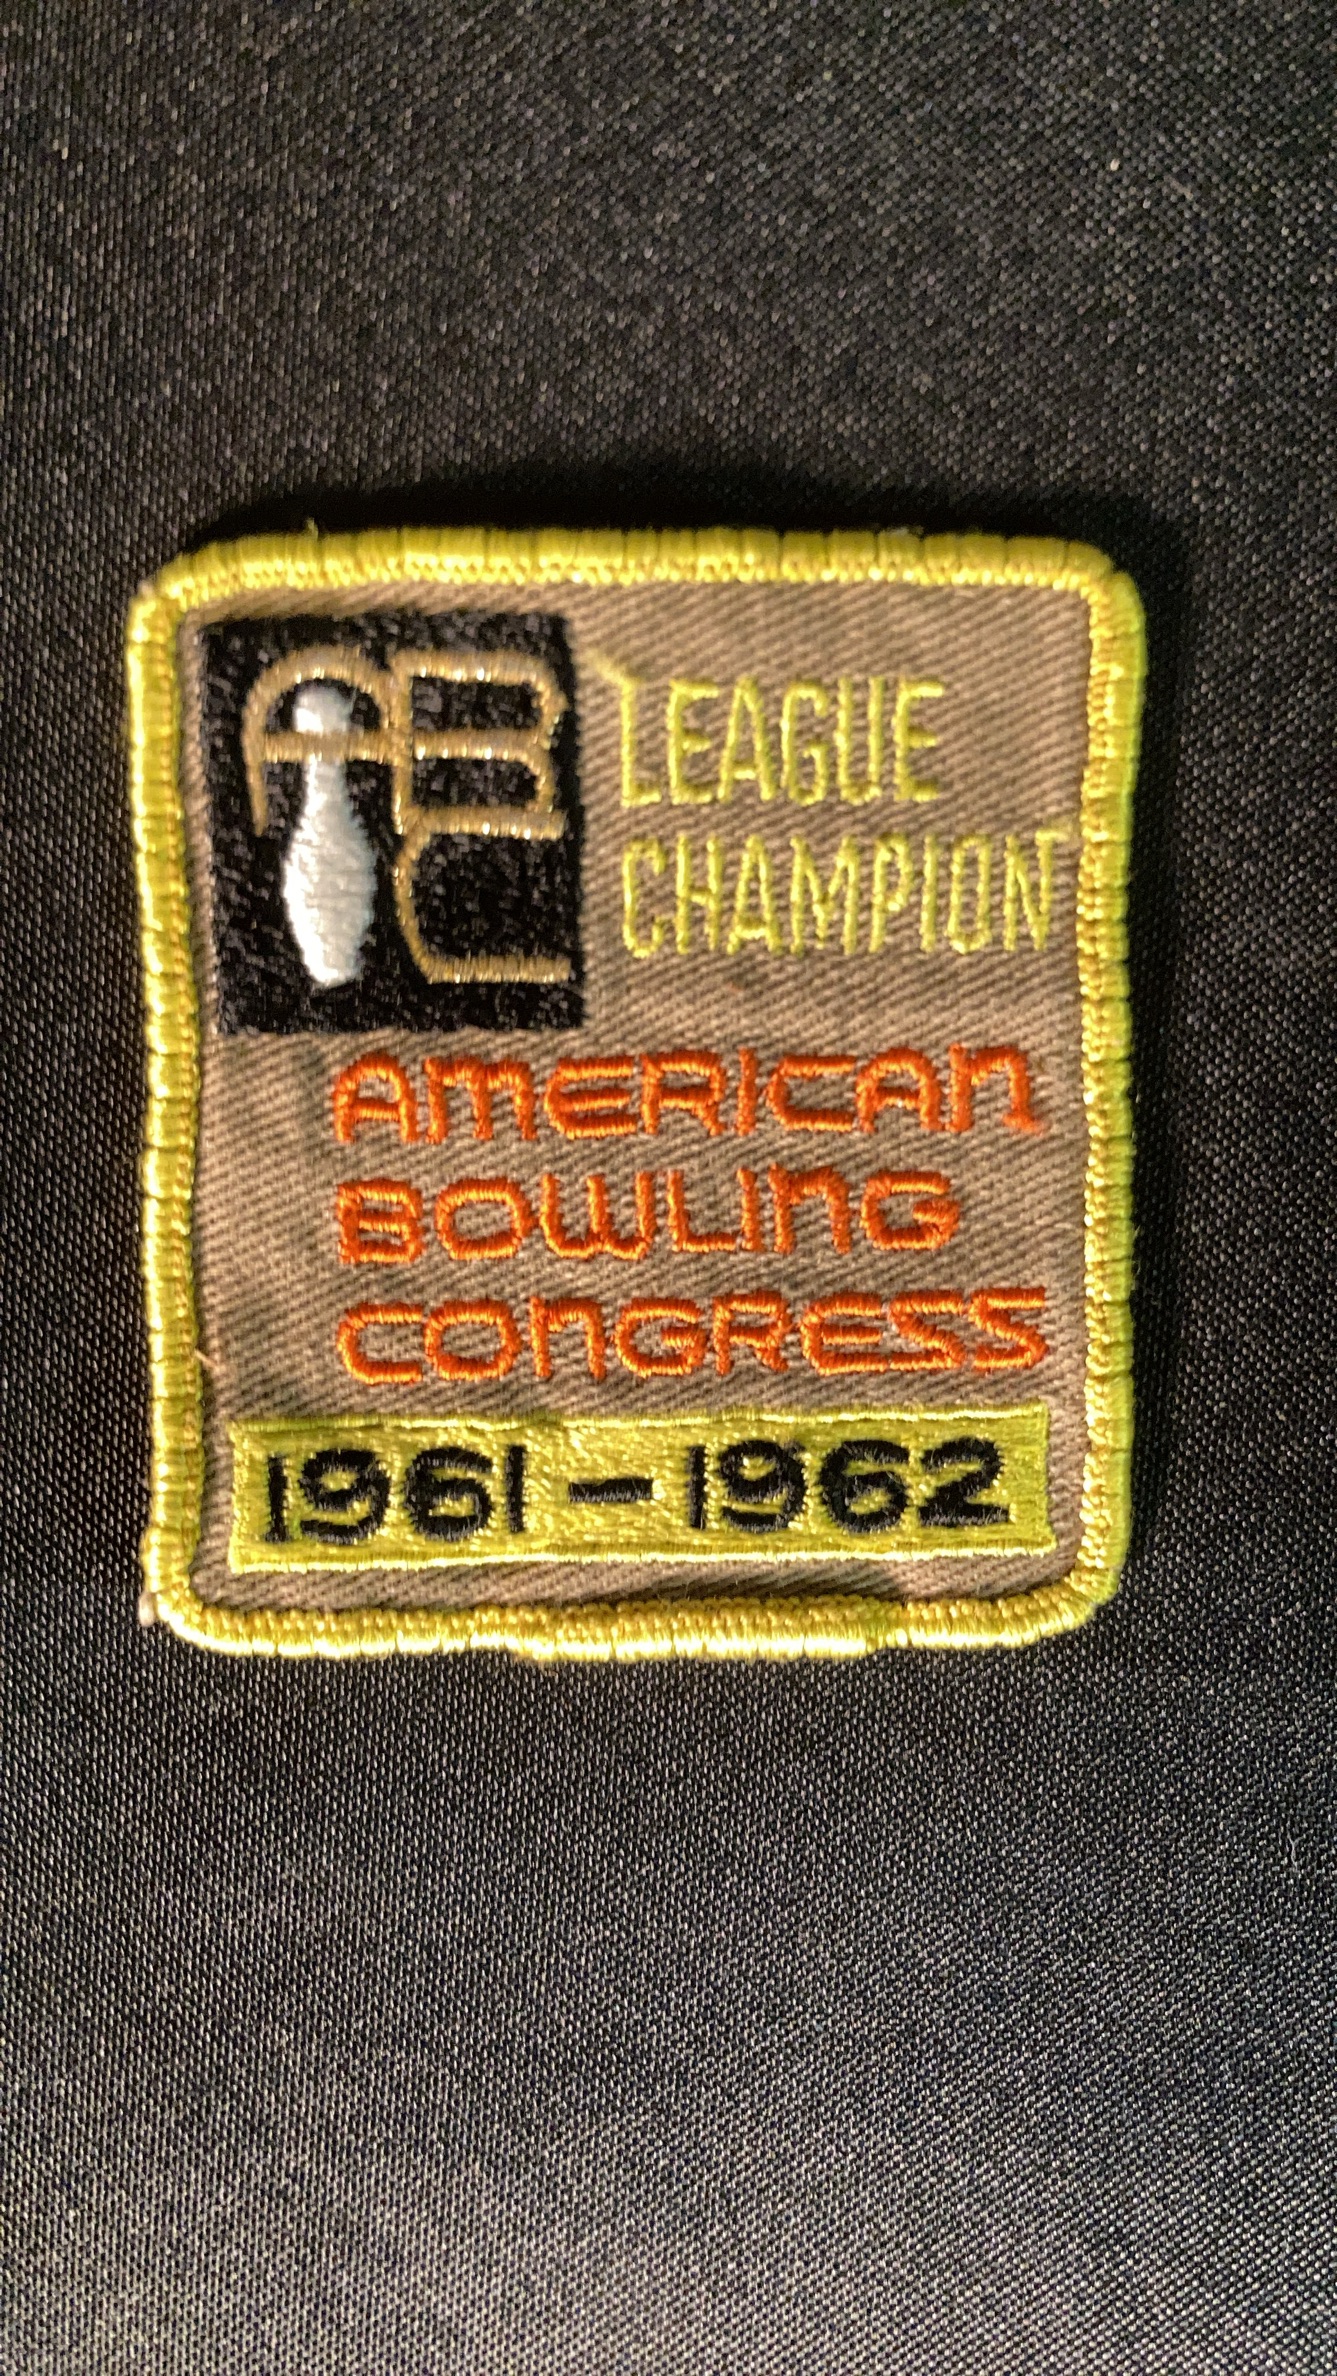 ABC
LEAGUE
CHAMPION
AMERICAN
BOWLING
CONGRESS
1961-1962